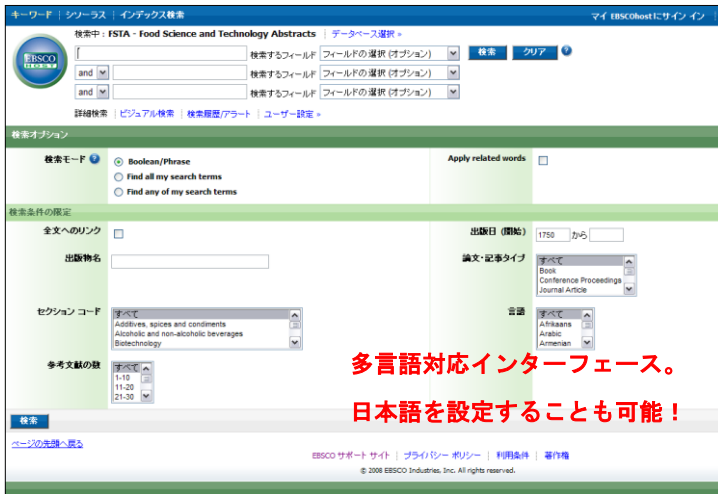 キーワード | シソーラス | インデックス検索 マイ EBSCOhostにサイン イン
検索中 : FSTA - Food Science and Technology Abstracts | データベース選択 »
EBSCO
HOST
検索するフィールド フィールドの選択 (オプション) 検索 クリア
and 検索するフィールド フィールドの選択 (オプション)
and 検索するフィールド フィールドの選択 (オプション)
詳細検索 | ビジュアル検索 | 検索履歴/アラート | ユーザー設定 »
検索オプション
検索モード Boolean/Phrase Apply related words
Find all my search terms
Find any of my search terms
検索条件の限定
全文へのリンク 出版日 (開始) 1750 から
出版物名 論文・記事タイプ すべて
Book
Conference Proceedings
Journal Article
セクション コード すべて 言語 すべて
Additives, spices and condiments Afrikaans
Alcoholic and non-alcoholic beverages Arabic
Biotechnology Armenian
参考文献の数 すべて
1-10
11-20
21-30
多言語対応インターフェース。
日本語を設定することも可能！
検索
ページの先頭へ戻る
EBSCO サポート サイト | プライバシー ポリシー | 利用条件 | 著作権
© 2008 EBSCO Industries, Inc. All rights reserved.